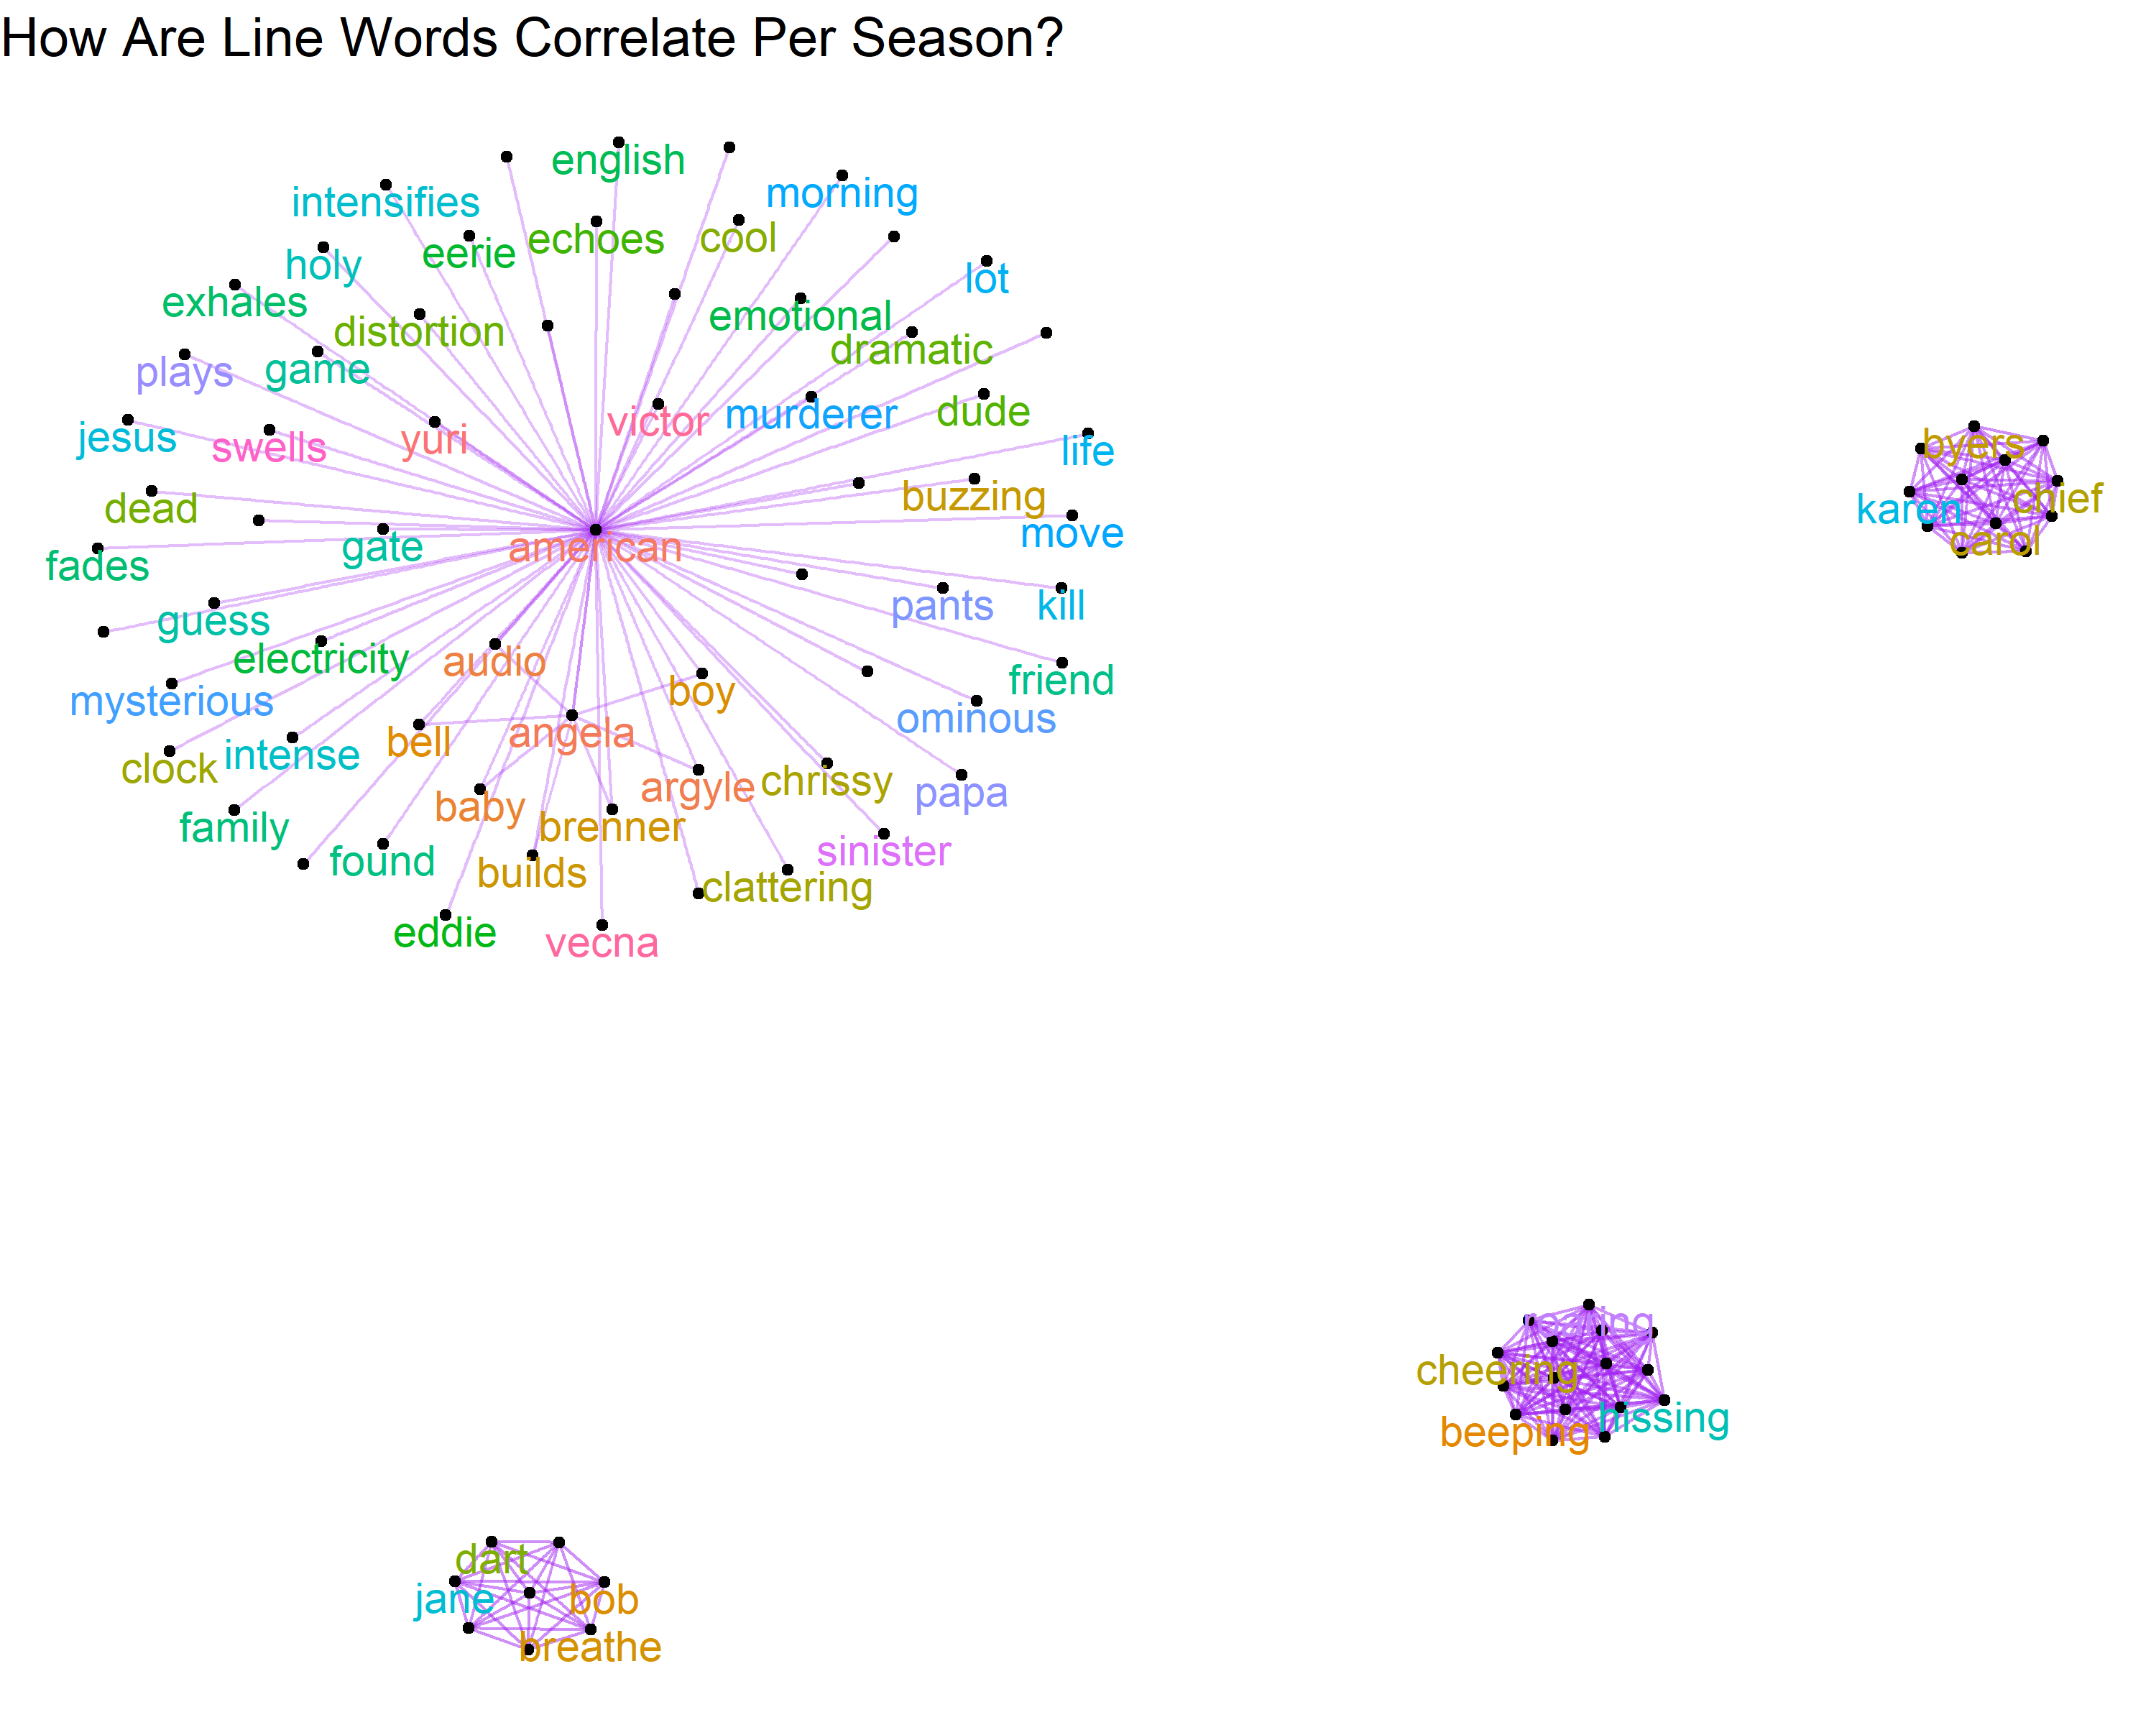 How Are Line Words Correlate Per Season?
english
intensifies
morning
echoes
cool
eerie
holy
lot
exhales
emotional
distortion
dramatic
plays
game
dude
murderer
victor
jesus
swells
yuri
byers
life
buzzing
chief
dead
karen
move
gate
american
carol
fades
pants
kill
guess
electricity
audio
friend
boy
mysterious
ominous
bell
angela
intense
clock
chrissy
argyle
papa
baby
family
brenner
sinister
found
builds
clattering
eddie
vecna
cheering
hissing
beeping
dart
jane
bob
breathe